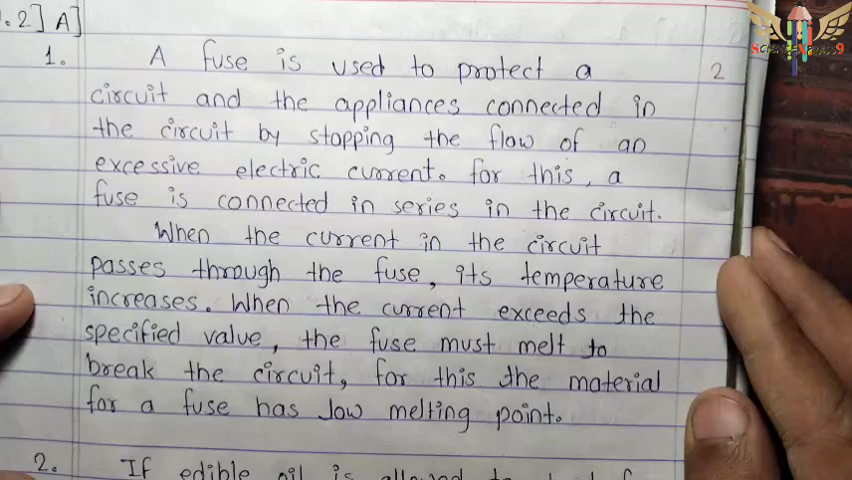 .2] A]
1. A fuse is used to protect a 2
circuit and the appliances connected in
the circuit by stopping the flow of an
excessive electric current. for this, a
fuse is connected in series in the circuit.
When the current in the circuit
passes through the fuse, its temperature
increases. When the current exceeds the
specified value, the fuse must melt to
break the circuit, for this the material
for a fuse has low melting point.
2. If edible oil is allowed to